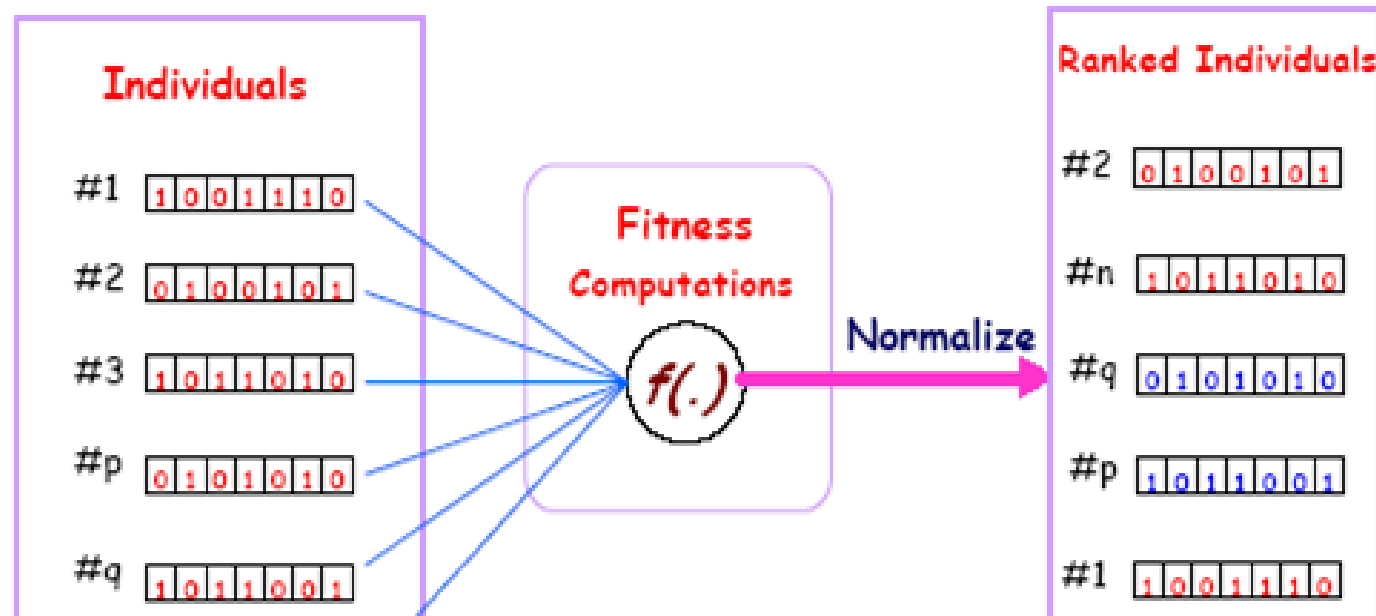 Individuals
#1 1 0 0 1 1 1 0
#2 0 1 0 0 1 0 1
#3 1 0 1 1 0 1 0
#p 0 1 0 1 0 1 0
#q 1 0 1 1 0 0 1
Fitness
Computations
f(.)
Normalize
Ranked Individuals
#2 0 1 0 0 1 0 1
#n 1 0 1 1 0 1 0
#q 0 1 0 1 0 1 0
#p 1 0 1 1 0 0 1
#1 1 0 0 1 1 1 0